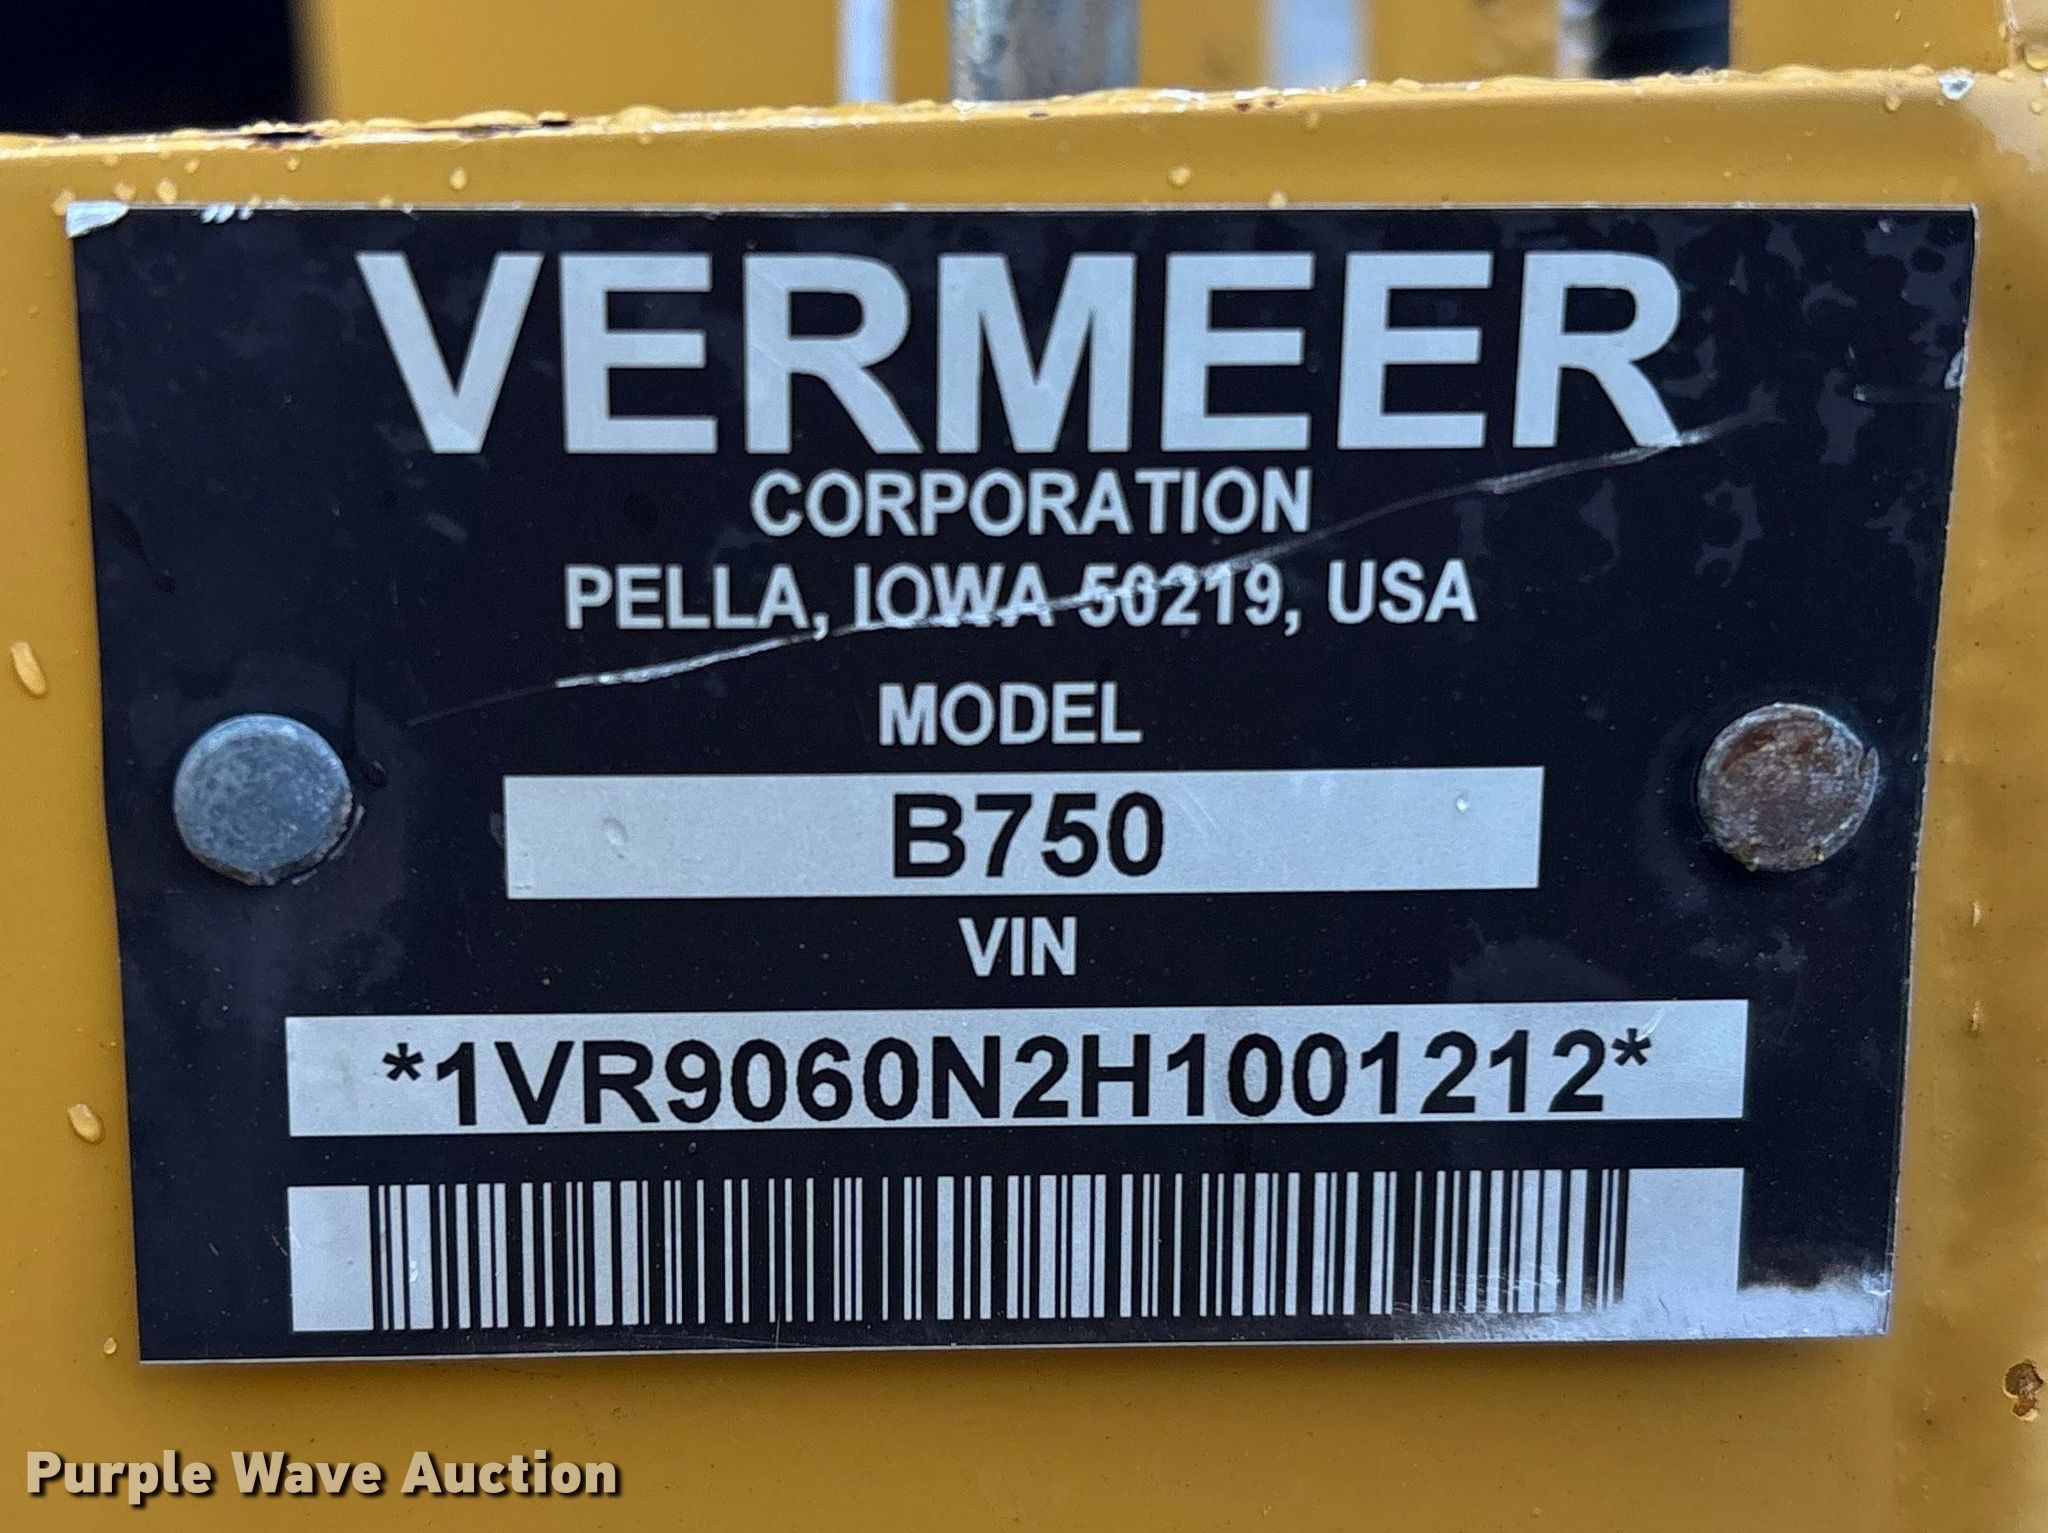 VERMEER
CORPORATION
PELLA, IOWA 50219, USA
MODEL
B750
VIN
*1VR9060N2H1001212*
Purple Wave Auction